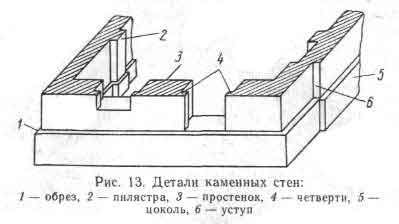 2
3
4
5
6
1
Рис. 13. Детали каменных стен:
1 — обрез, 2 — пилястра, 3 — простенок, 4 — четверти, 5 —
цоколь, 6 — уступ